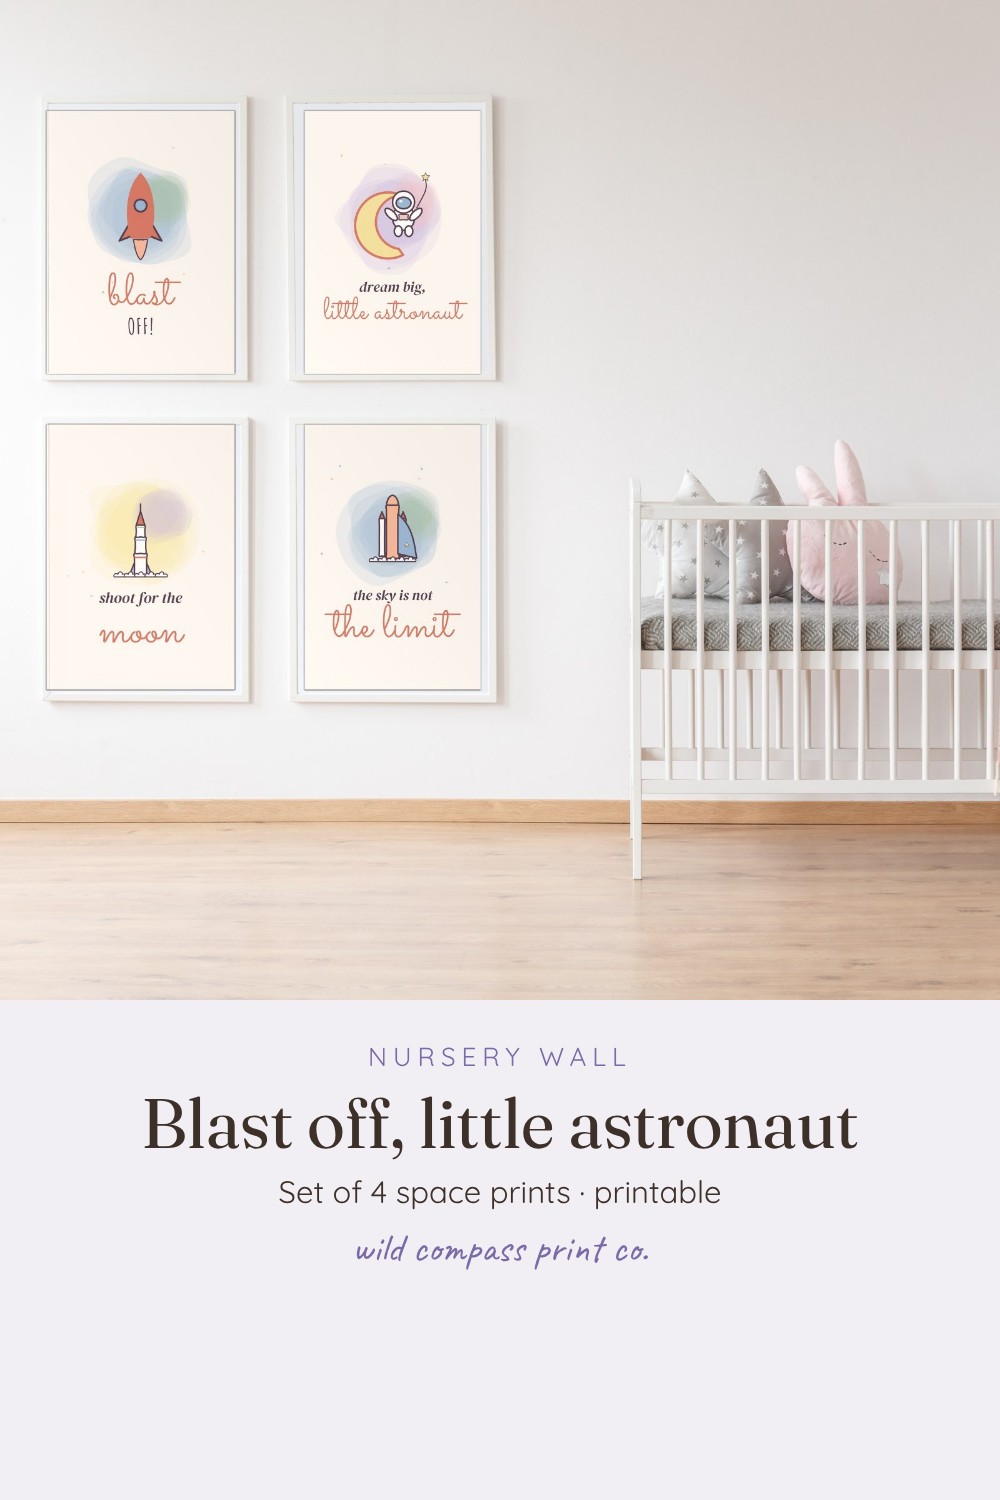 blast
OFF!
dream big,
little astronaut
shoot for the
moon
the sky is not
the limit
NURSERY WALL
Blast off, little astronaut
Set of 4 space prints · printable
wild compass print co.